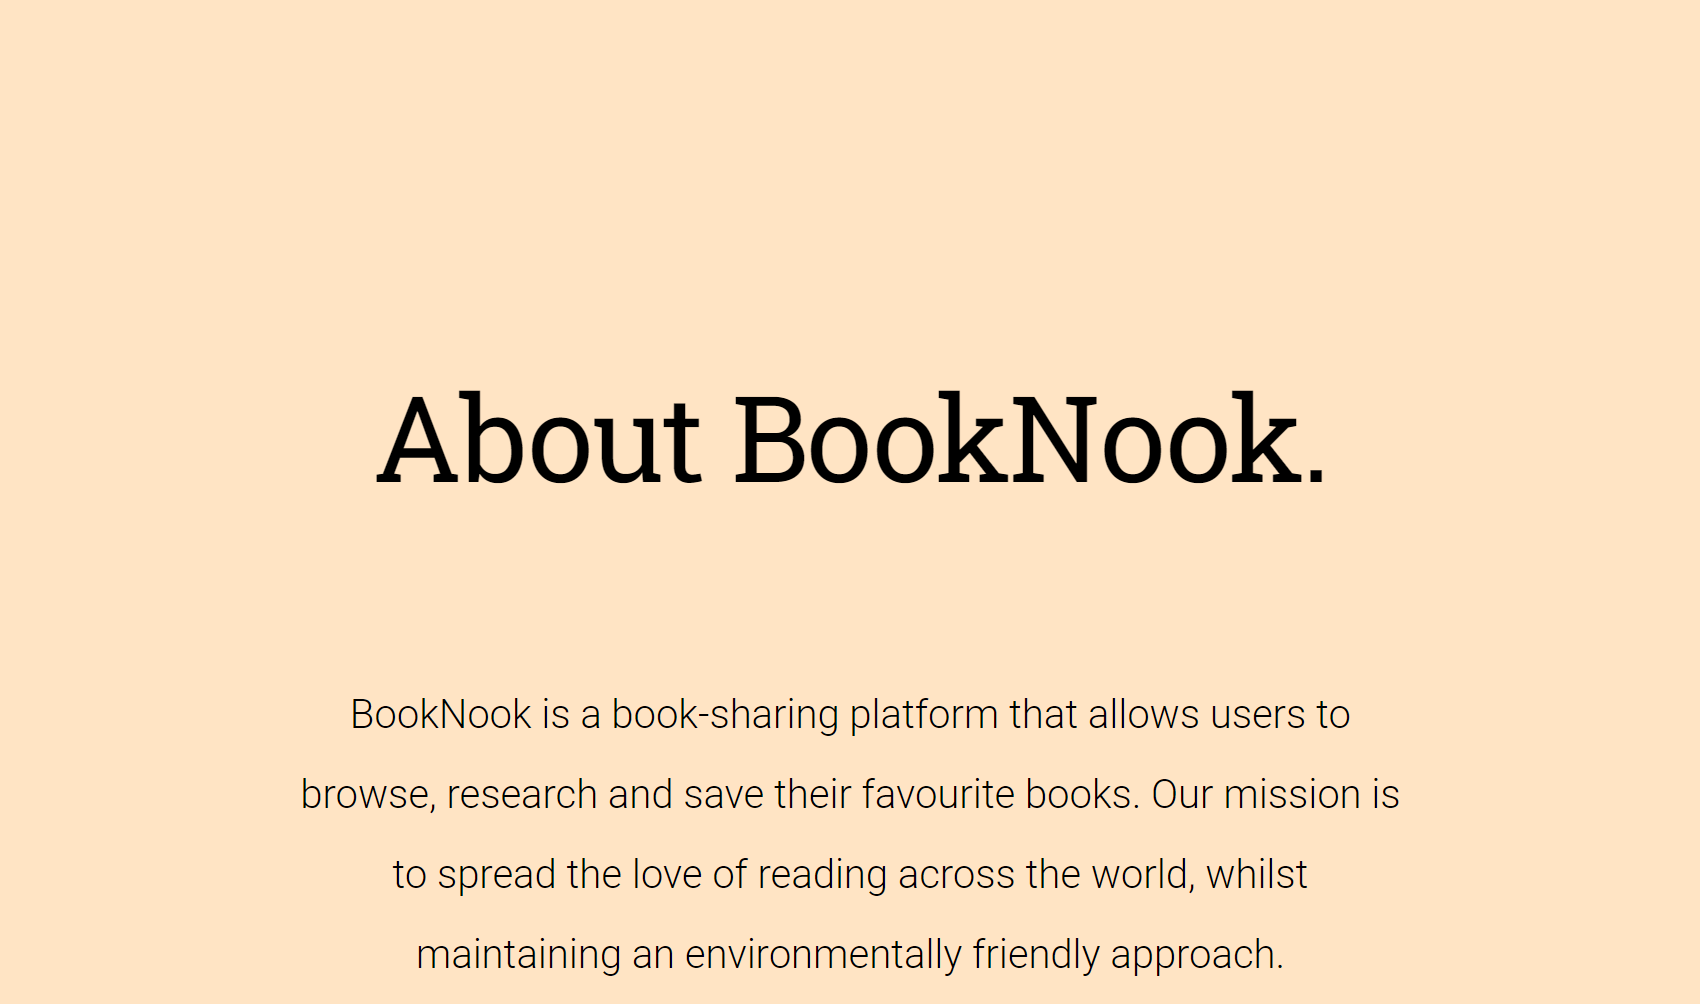 About BookNook.
BookNook is a book-sharing platform that allows users to
browse, research and save their favourite books. Our mission is
to spread the love of reading across the world, whilst
maintaining an environmentally friendly approach.